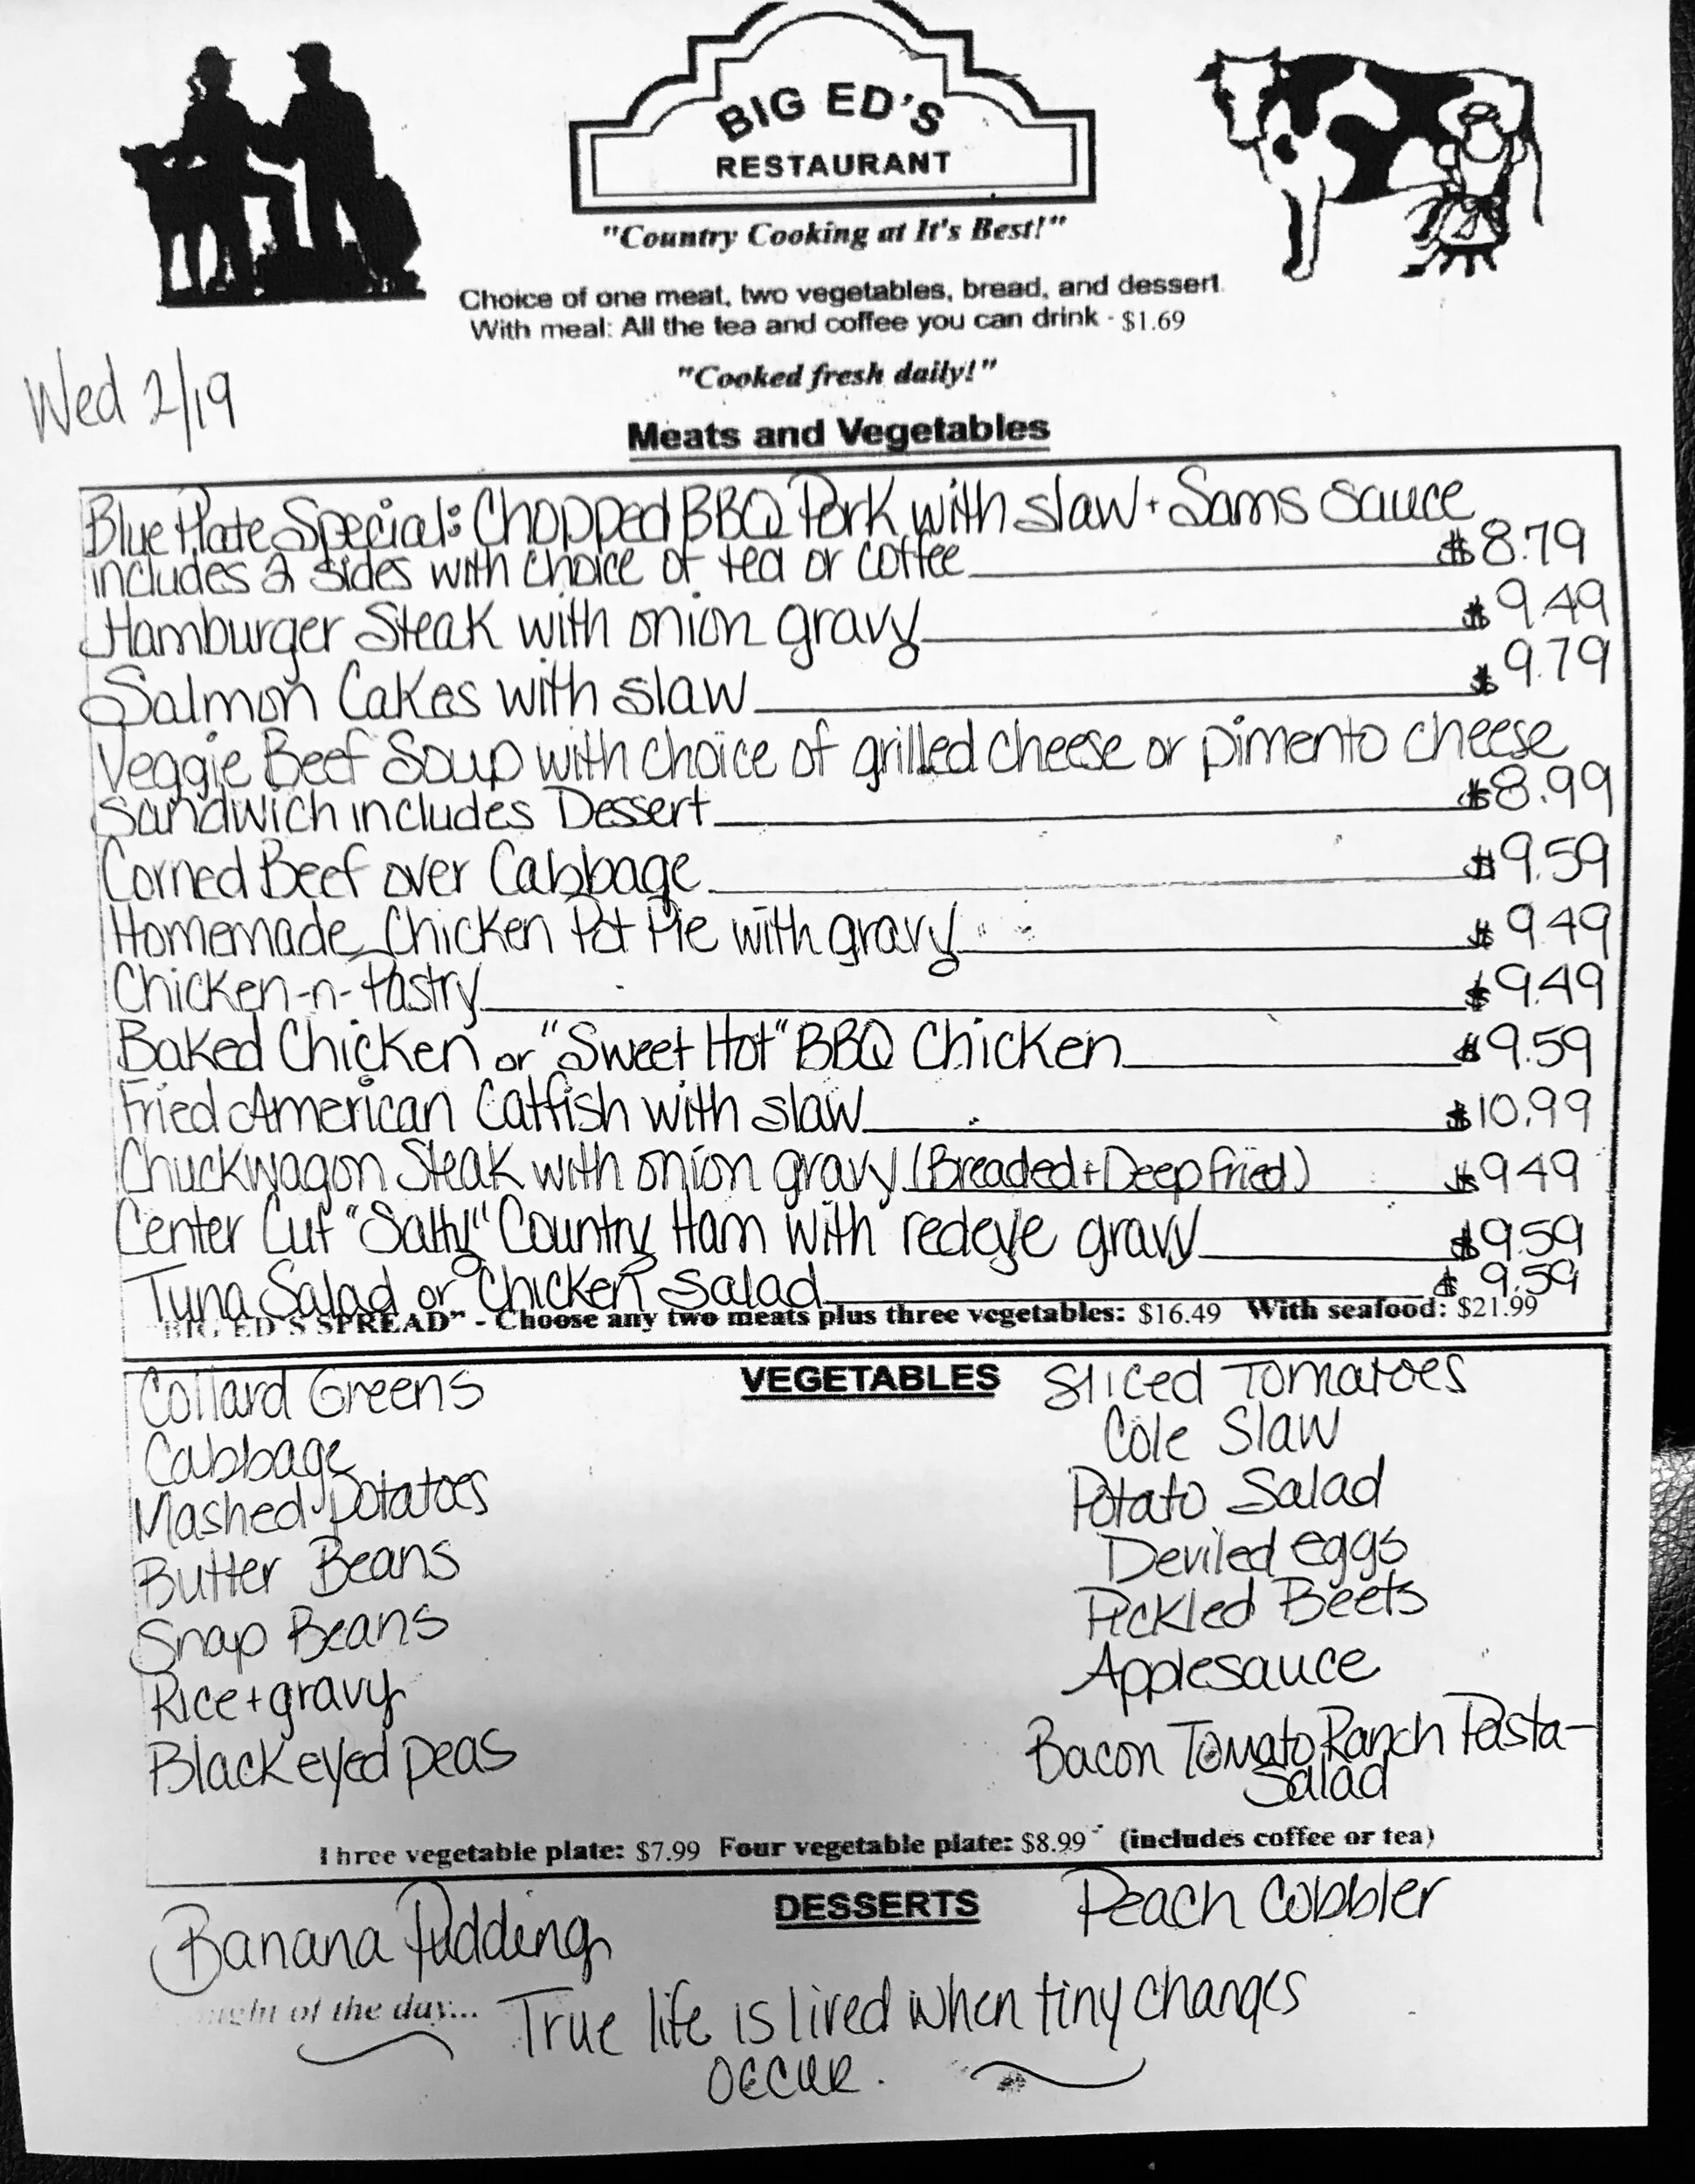 BIG ED'S
RESTAURANT
"Country Cooking at It's Best!"
Choice of one meat, two vegetables, bread, and dessert.
With meal: All the tea and coffee you can drink - $1.69
"Cooked fresh daily!"
Wed 2/19
Meats and Vegetables
Blue Plate Special: Chopped BBQ Pork with slaw + Sams sauce
includes 2 sides with choice of tea or coffee $8.79
Hamburger Steak with onion gravy $9.49
Salmon Cakes with slaw $9.79
Veggie Beef Soup with choice of grilled cheese or pimento cheese
Sandwich includes Dessert $8.99
Corned Beef over Cabbage $9.59
Homemade Chicken Pot Pie with gravy $9.49
Chicken-n-Pastry $9.49
Baked Chicken or "Sweet Hot" BBQ Chicken $9.59
Fried American Catfish with slaw $10.99
Chuckwagon Steak with onion gravy (Breaded + Deep fried) $9.49
Center Cut "Salty" Country Ham with redeye gravy $9.59
Tuna Salad or Chicken Salad $9.59
"BIG ED'S SPREAD" - Choose any two meats plus three vegetables: $16.49 With seafood: $21.99
VEGETABLES
Collard Greens
Cabbage
Mashed Potatoes
Butter Beans
Snap Beans
Rice + gravy
Black eyed peas
Sliced Tomatoes
Cole Slaw
Potato Salad
Deviled eggs
Pickled Beets
Applesauce
Bacon Tomato Ranch Pasta-
Salad
Three vegetable plate: $7.99 Four vegetable plate: $8.99 (includes coffee or tea)
DESSERTS
Banana Pudding
Peach Cobbler
of the day... True life is lived when tiny changes
occur.